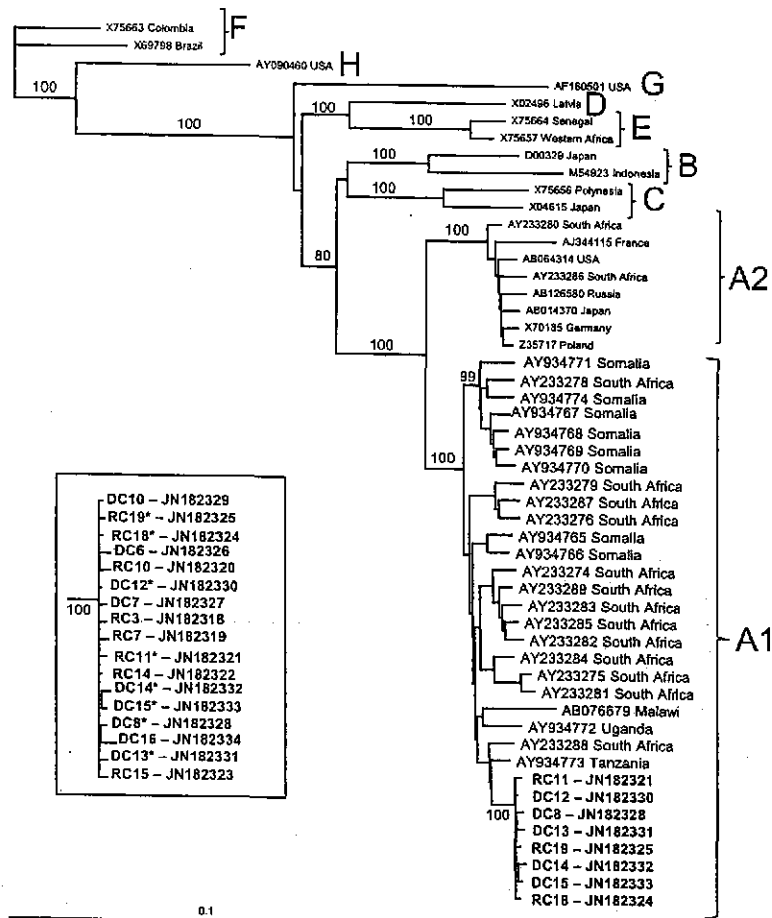 X75663 Colombia
F
X69798 Brazil
AY090460 USA
H
100
AF160501 USA
G
100
X02496 Latvia
D
100
X75664 Senegal
E
100
X75657 Western Africa
D00329 Japan
B
100
M54923 Indonesia
X75656 Polynesia
C
100
X04615 Japan
AY233280 South Africa
100
AJ344115 France
80
AB064314 USA
AY233286 South Africa
A2
AB126580 Russia
AB014370 Japan
X70185 Germany
100
Z35717 Poland
AY934771 Somalia
99
AY233278 South Africa
AY934774 Somalia
AY934767 Somalia
AY934768 Somalia
AY934769 Somalia
100
AY934770 Somalia
AY233279 South Africa
AY233287 South Africa
AY233276 South Africa
AY934765 Somalia
AY934766 Somalia
AY233274 South Africa
AY233289 South Africa
AY233283 South Africa
AY233285 South Africa
AY233282 South Africa
A1
AY233284 South Africa
AY233275 South Africa
AY233281 South Africa
AB076679 Malawi
AY934772 Uganda
AY233288 South Africa
AY934773 Tanzania
RC11 – JN182321
DC12 – JN182330
100
DC8 – JN182328
DC13 – JN182331
RC19 – JN182325
DC14 – JN182332
DC15 – JN182333
RC18 – JN182324
DC10 – JN182329
RC19* – JN182325
RC18* – JN182324
DC6 – JN182326
RC10 – JN182320
DC12* – JN182330
100
DC7 – JN182327
RC3 – JN182318
RC7 – JN182319
RC11* – JN182321
RC14 – JN182322
DC14* – JN182332
DC15* – JN182333
DC8* – JN182328
DC16 – JN182334
DC13* – JN182331
RC15 – JN182323
0.1